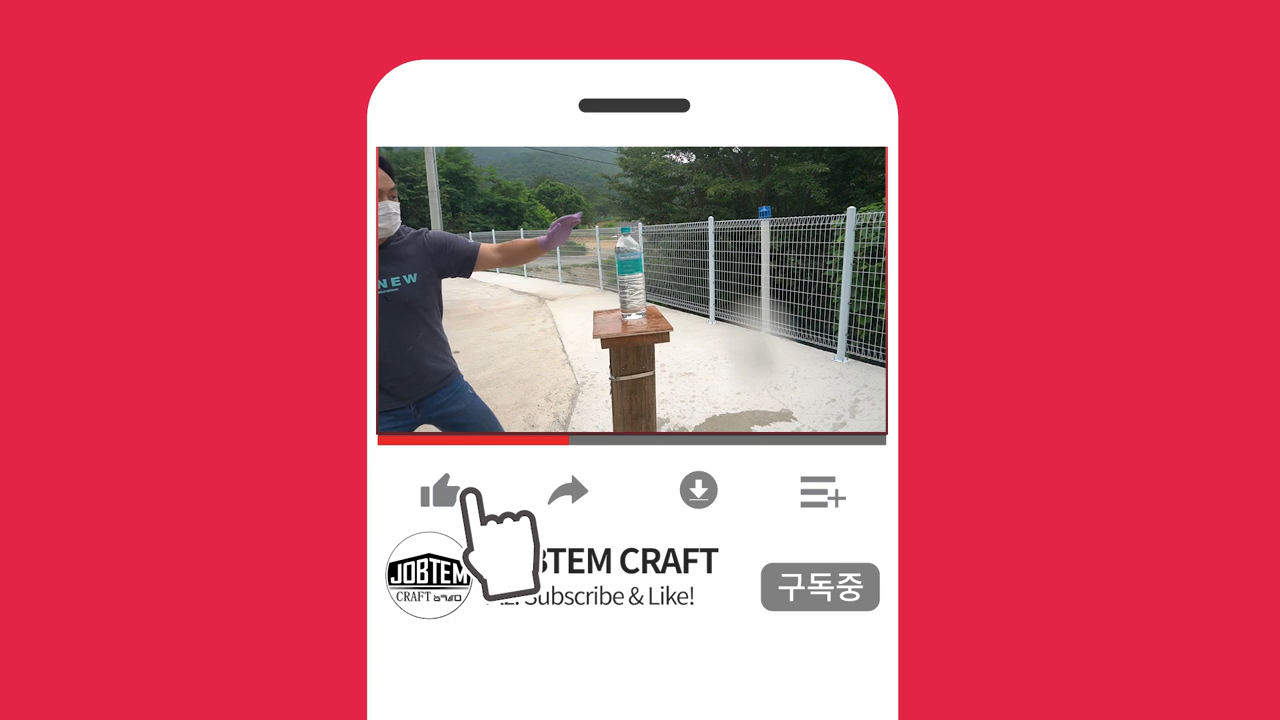 NEW
JOBTEM
CRAFT
BTEM CRAFT
Subscribe & Like!
구독중